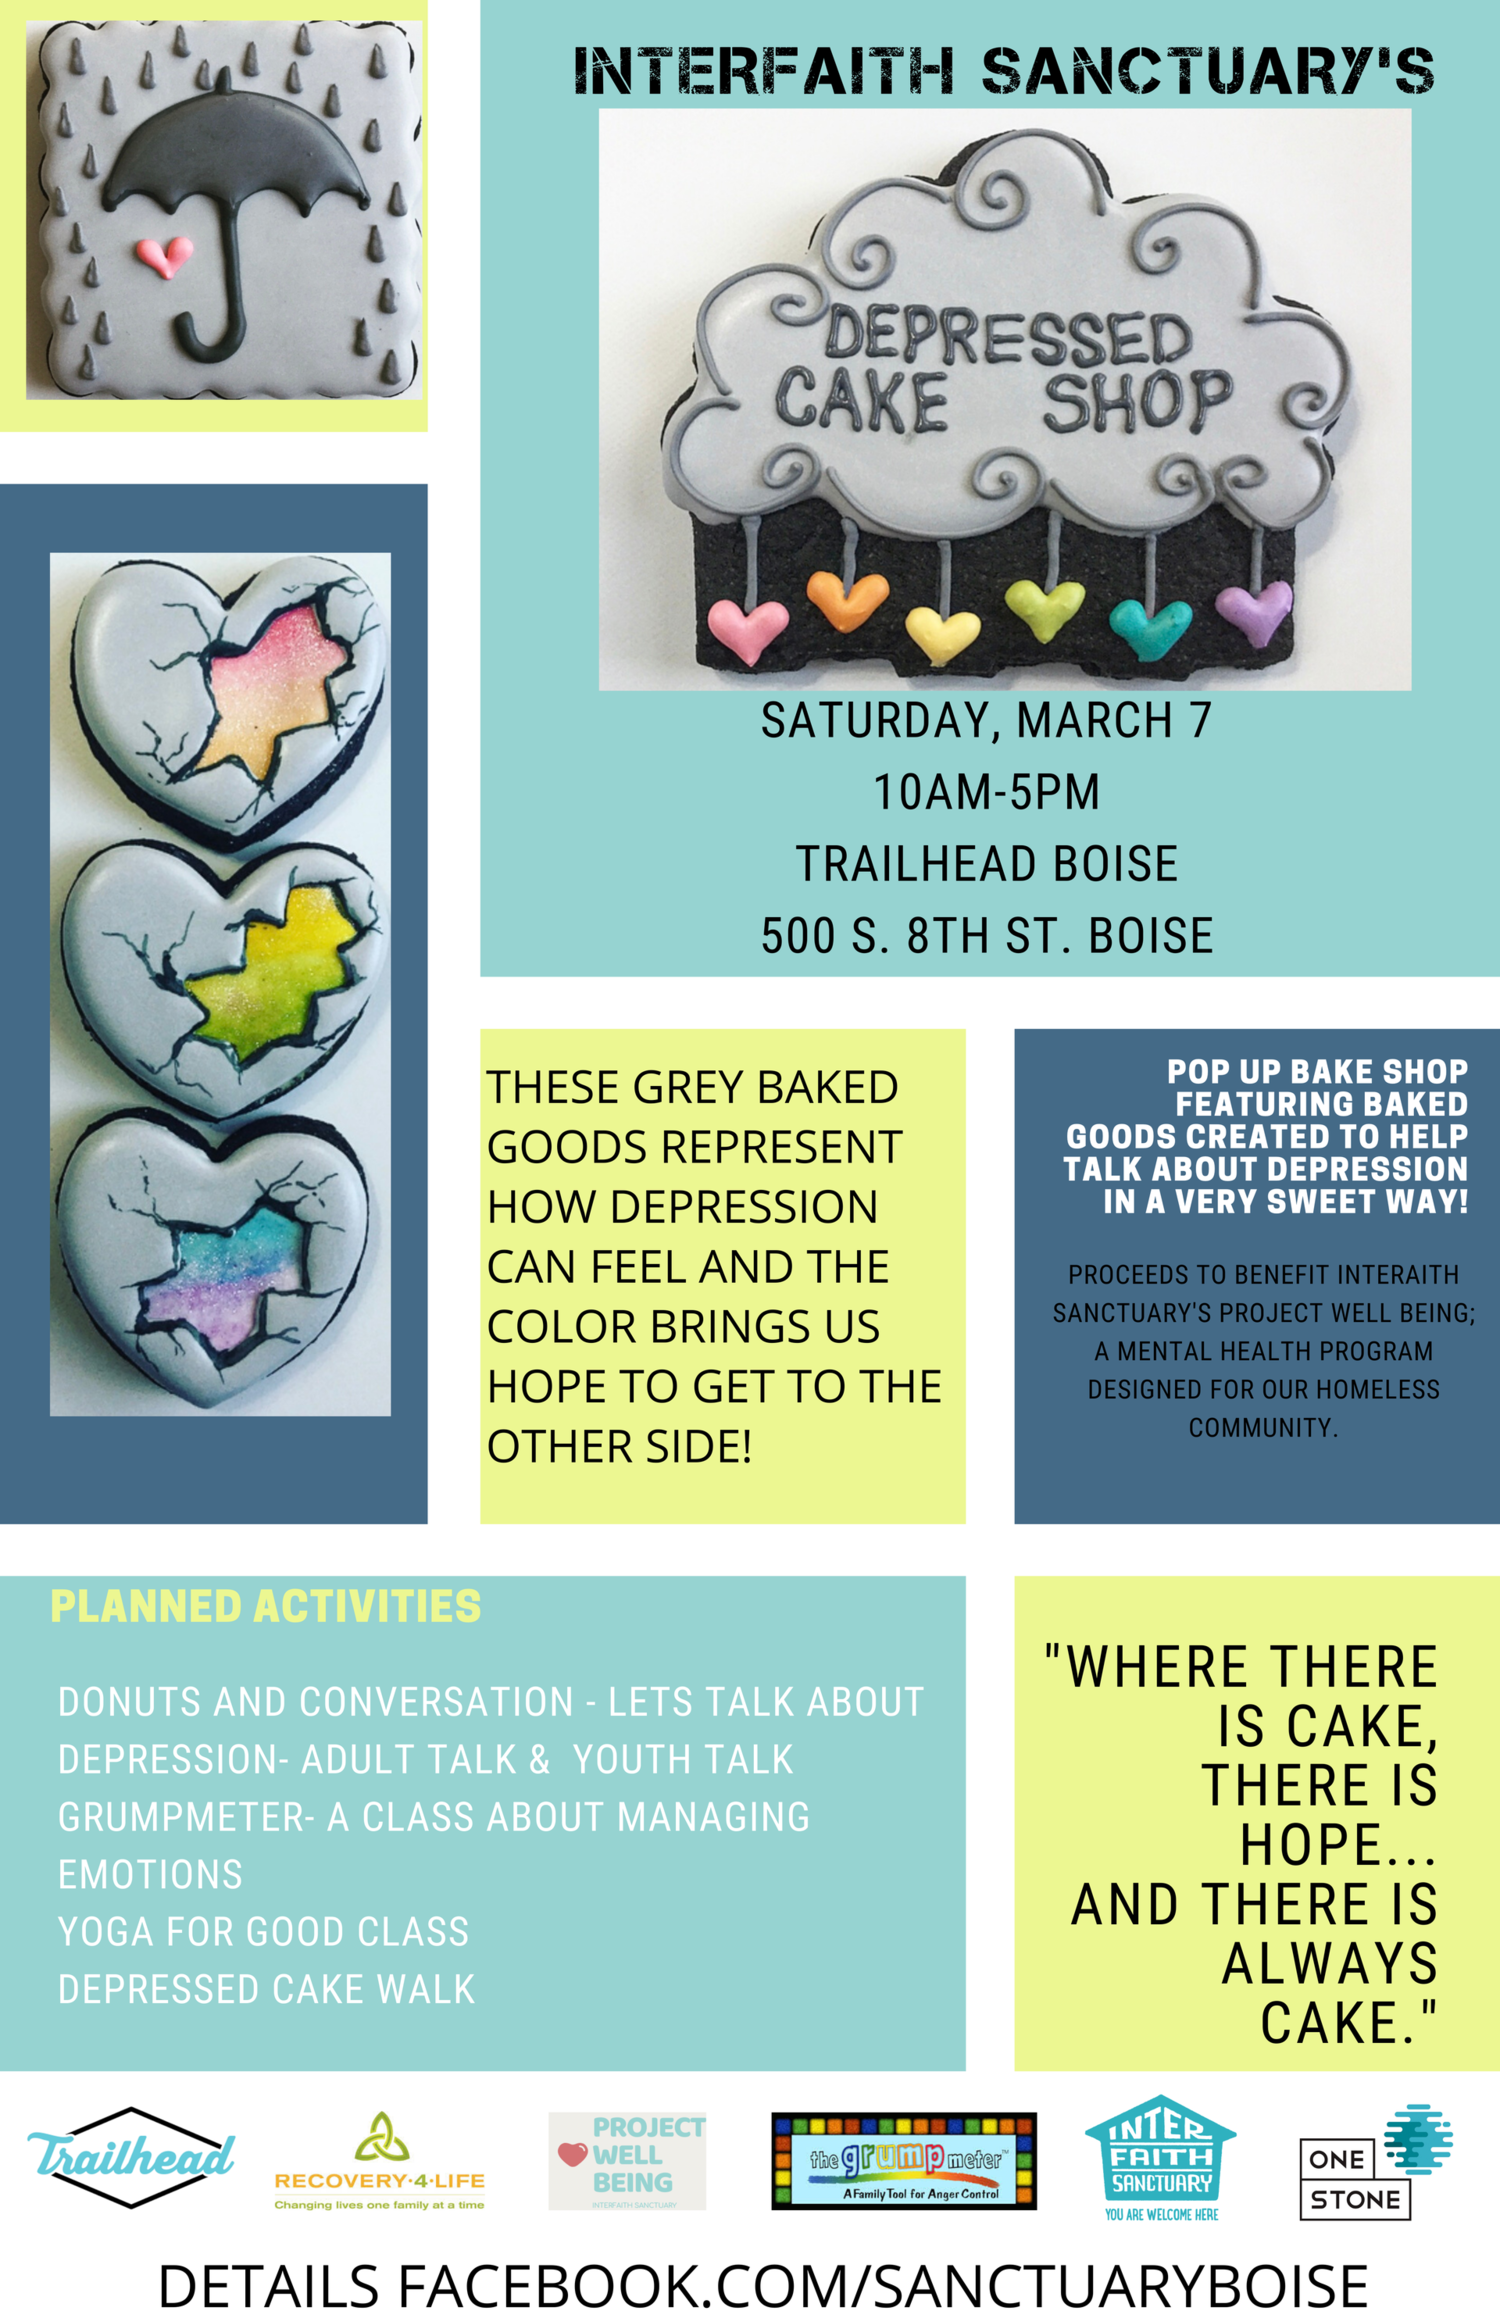 INTERFAITH SANCTUARY'S
DEPRESSED
CAKE SHOP
SATURDAY, MARCH 7
10AM-5PM
TRAILHEAD BOISE
500 S. 8TH ST. BOISE
THESE GREY BAKED
GOODS REPRESENT
HOW DEPRESSION
CAN FEEL AND THE
COLOR BRINGS US
HOPE TO GET TO THE
OTHER SIDE!
POP UP BAKE SHOP
FEATURING BAKED
GOODS CREATED TO HELP
TALK ABOUT DEPRESSION
IN A VERY SWEET WAY!
PROCEEDS TO BENEFIT INTERAITH
SANCTUARY'S PROJECT WELL BEING;
A MENTAL HEALTH PROGRAM
DESIGNED FOR OUR HOMELESS
COMMUNITY.
PLANNED ACTIVITIES
DONUTS AND CONVERSATION - LETS TALK ABOUT
DEPRESSION- ADULT TALK & YOUTH TALK
GRUMPMETER- A CLASS ABOUT MANAGING
EMOTIONS
YOGA FOR GOOD CLASS
DEPRESSED CAKE WALK
"WHERE THERE
IS CAKE,
THERE IS
HOPE...
AND THERE IS
ALWAYS
CAKE."
Trailhead
RECOVERY·4·LIFE
Changing lives one family at a time
PROJECT
WELL
BEING
INTERFAITH SANCTUARY
the grump meter™
A Family Tool for Anger Control
INTER
FAITH
SANCTUARY
YOU ARE WELCOME HERE
ONE
STONE
DETAILS FACEBOOK.COM/SANCTUARYBOISE